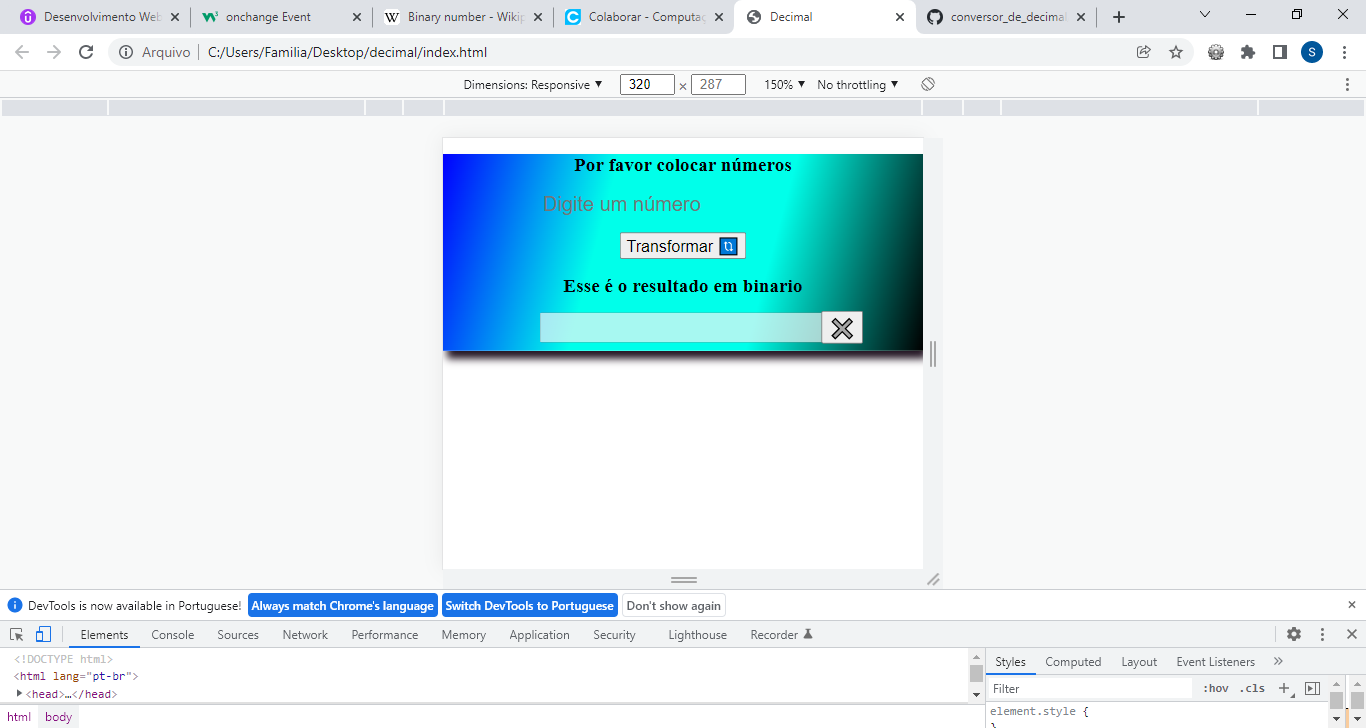 Desenvolvimento Web
onchange Event
Binary number - Wikip
Colaborar - Computaç
Decimal
conversor_de_decimal
Arquivo
C:/Users/Familia/Desktop/decimal/index.html
S
Dimensions: Responsive
320
×
287
150%
No throttling
Por favor colocar números
Digite um número
Transformar
Esse é o resultado em binario
DevTools is now available in Portuguese!
Always match Chrome's language
Switch DevTools to Portuguese
Don't show again
Elements
Console
Sources
Network
Performance
Memory
Application
Security
Lighthouse
Recorder
<!DOCTYPE html>
<html lang="pt-br">
<head>…</head>
html
body
Styles
Computed
Layout
Event Listeners
Filter
:hov
.cls
element.style {
}